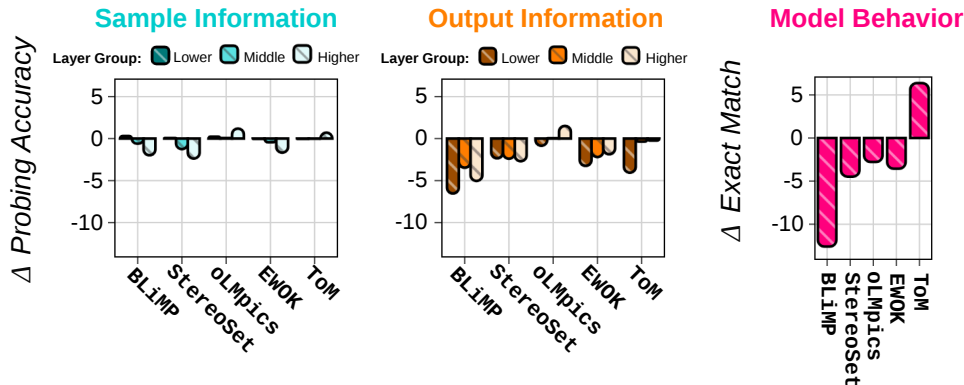 Sample Information
Output Information
Model Behavior
Layer Group: Lower Middle Higher
Layer Group: Lower Middle Higher
Δ Probing Accuracy
5
0
-5
-10
BLiMP
StereoSet
oLMpics
EWOK
ToM
5
0
-5
-10
BLiMP
StereoSet
oLMpics
EWOK
ToM
Δ Exact Match
5
0
-5
-10
BLiMP
StereoSet
oLMpics
EWOK
ToM